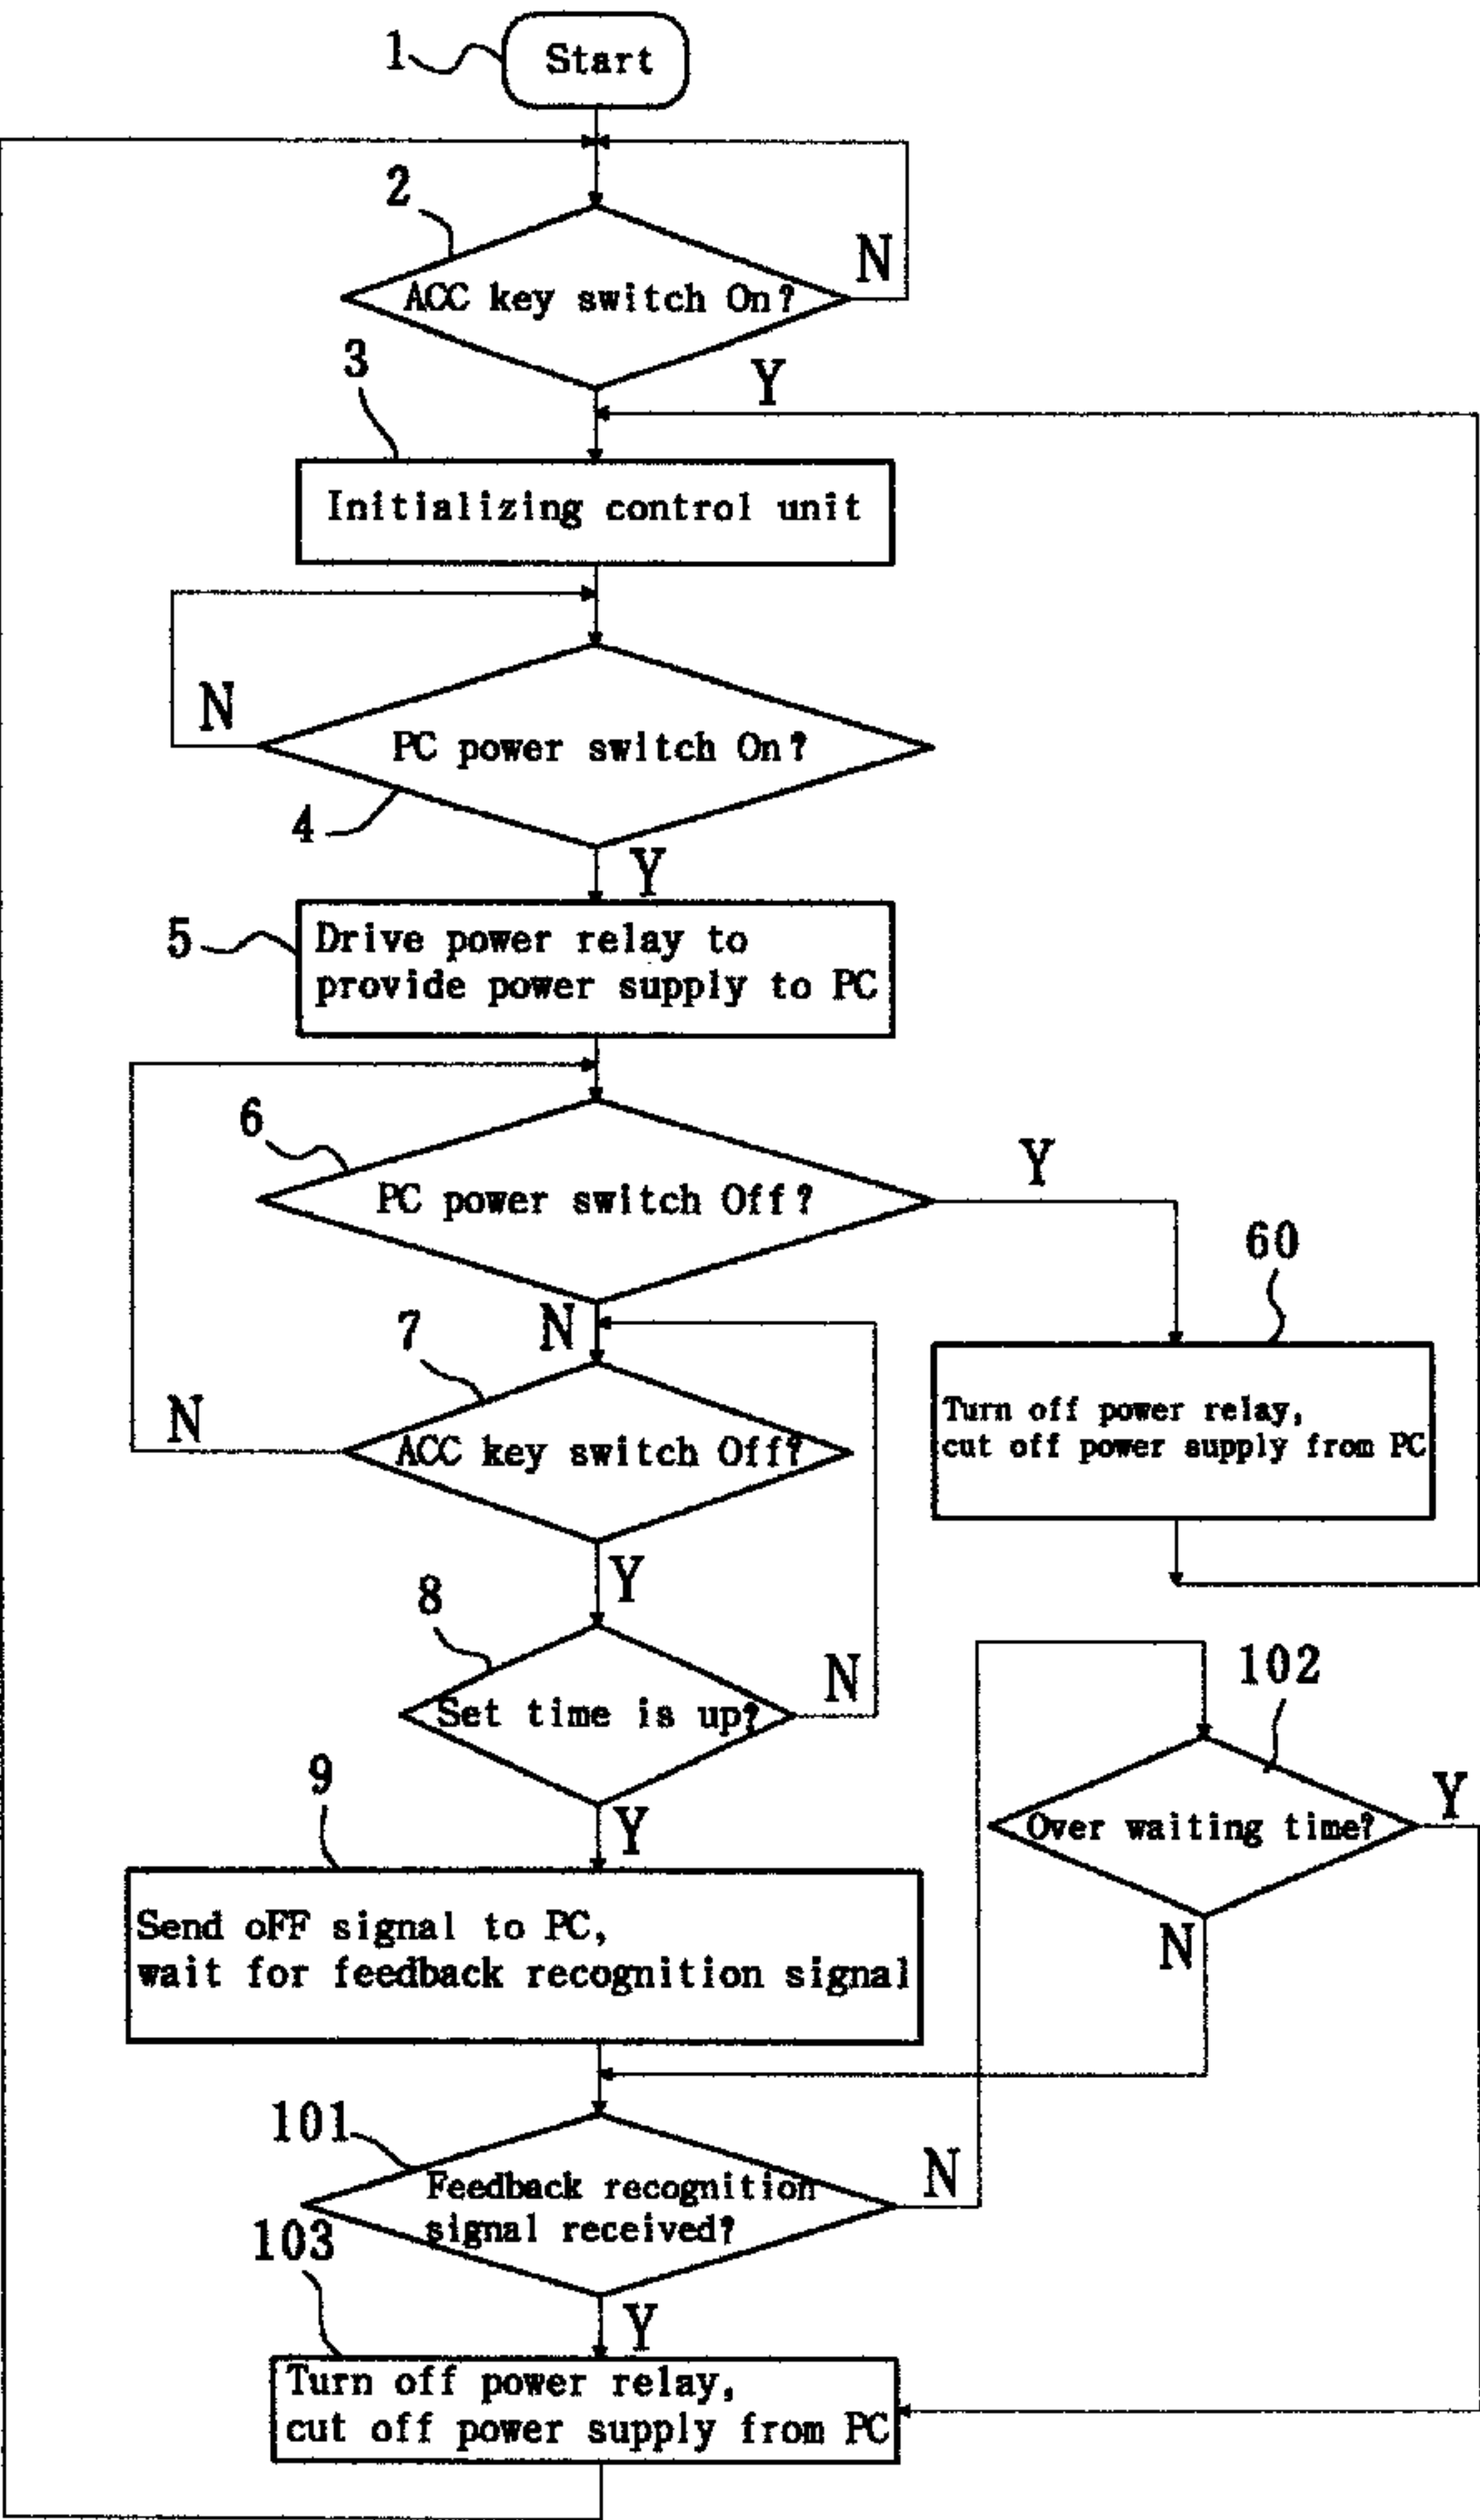 1
Start
2
N
ACC key switch On?
3
Y
Initializing control unit
N
PC power switch On?
4
Y
5
Drive power relay to
provide power supply to PC
6
Y
PC power switch Off?
60
7
N
Turn off power relay,
cut off power supply from PC
N
ACC key switch Off?
Y
8
102
N
Set time is up?
9
Y
Y
Over waiting time?
Send oFF signal to PC,
wait for feedback recognition signal
N
101
N
Feedback recognition
signal received?
103
Y
Turn off power relay,
cut off power supply from PC